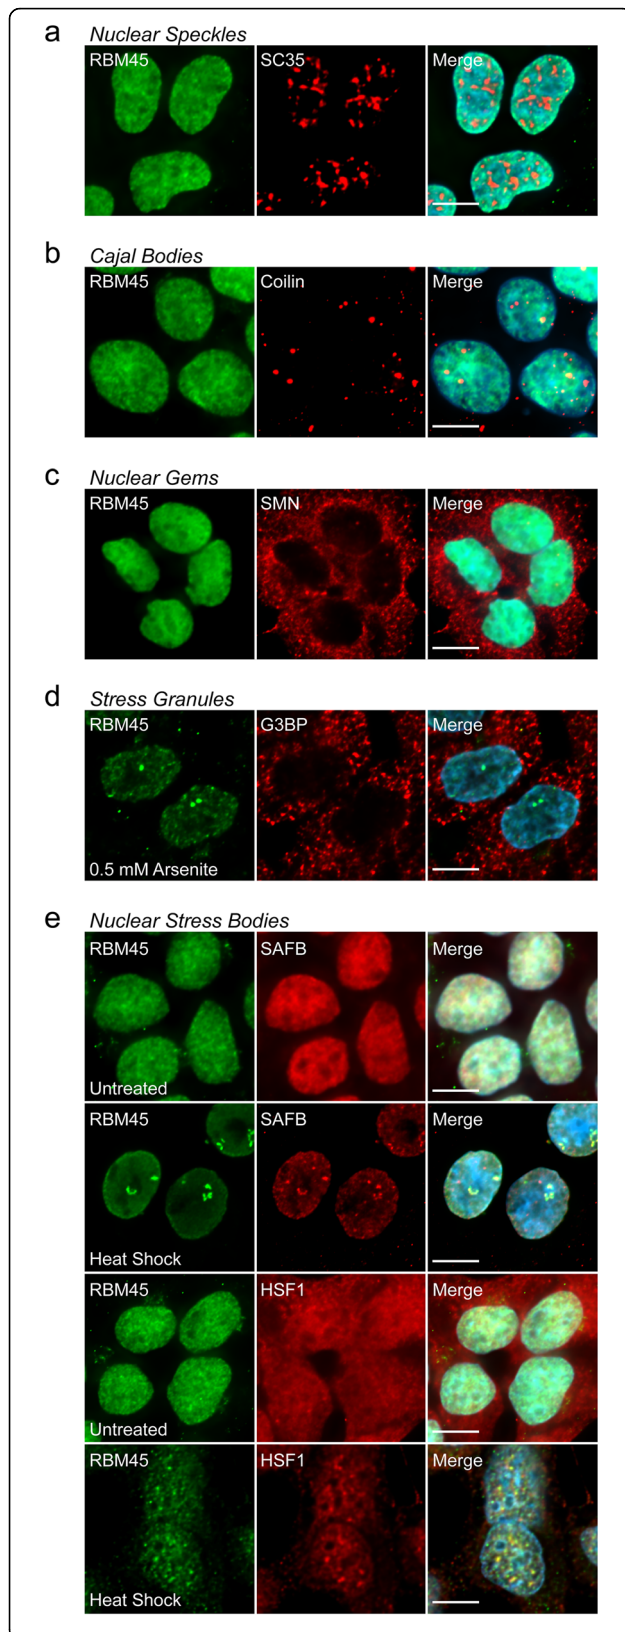 a Nuclear Speckles
RBM45 SC35 Merge
b Cajal Bodies
RBM45 Coilin Merge
c Nuclear Gems
RBM45 SMN Merge
d Stress Granules
RBM45 G3BP Merge
0.5 mM Arsenite
e Nuclear Stress Bodies
RBM45 SAFB Merge
Untreated
RBM45 SAFB Merge
Heat Shock
RBM45 HSF1 Merge
Untreated
RBM45 HSF1 Merge
Heat Shock